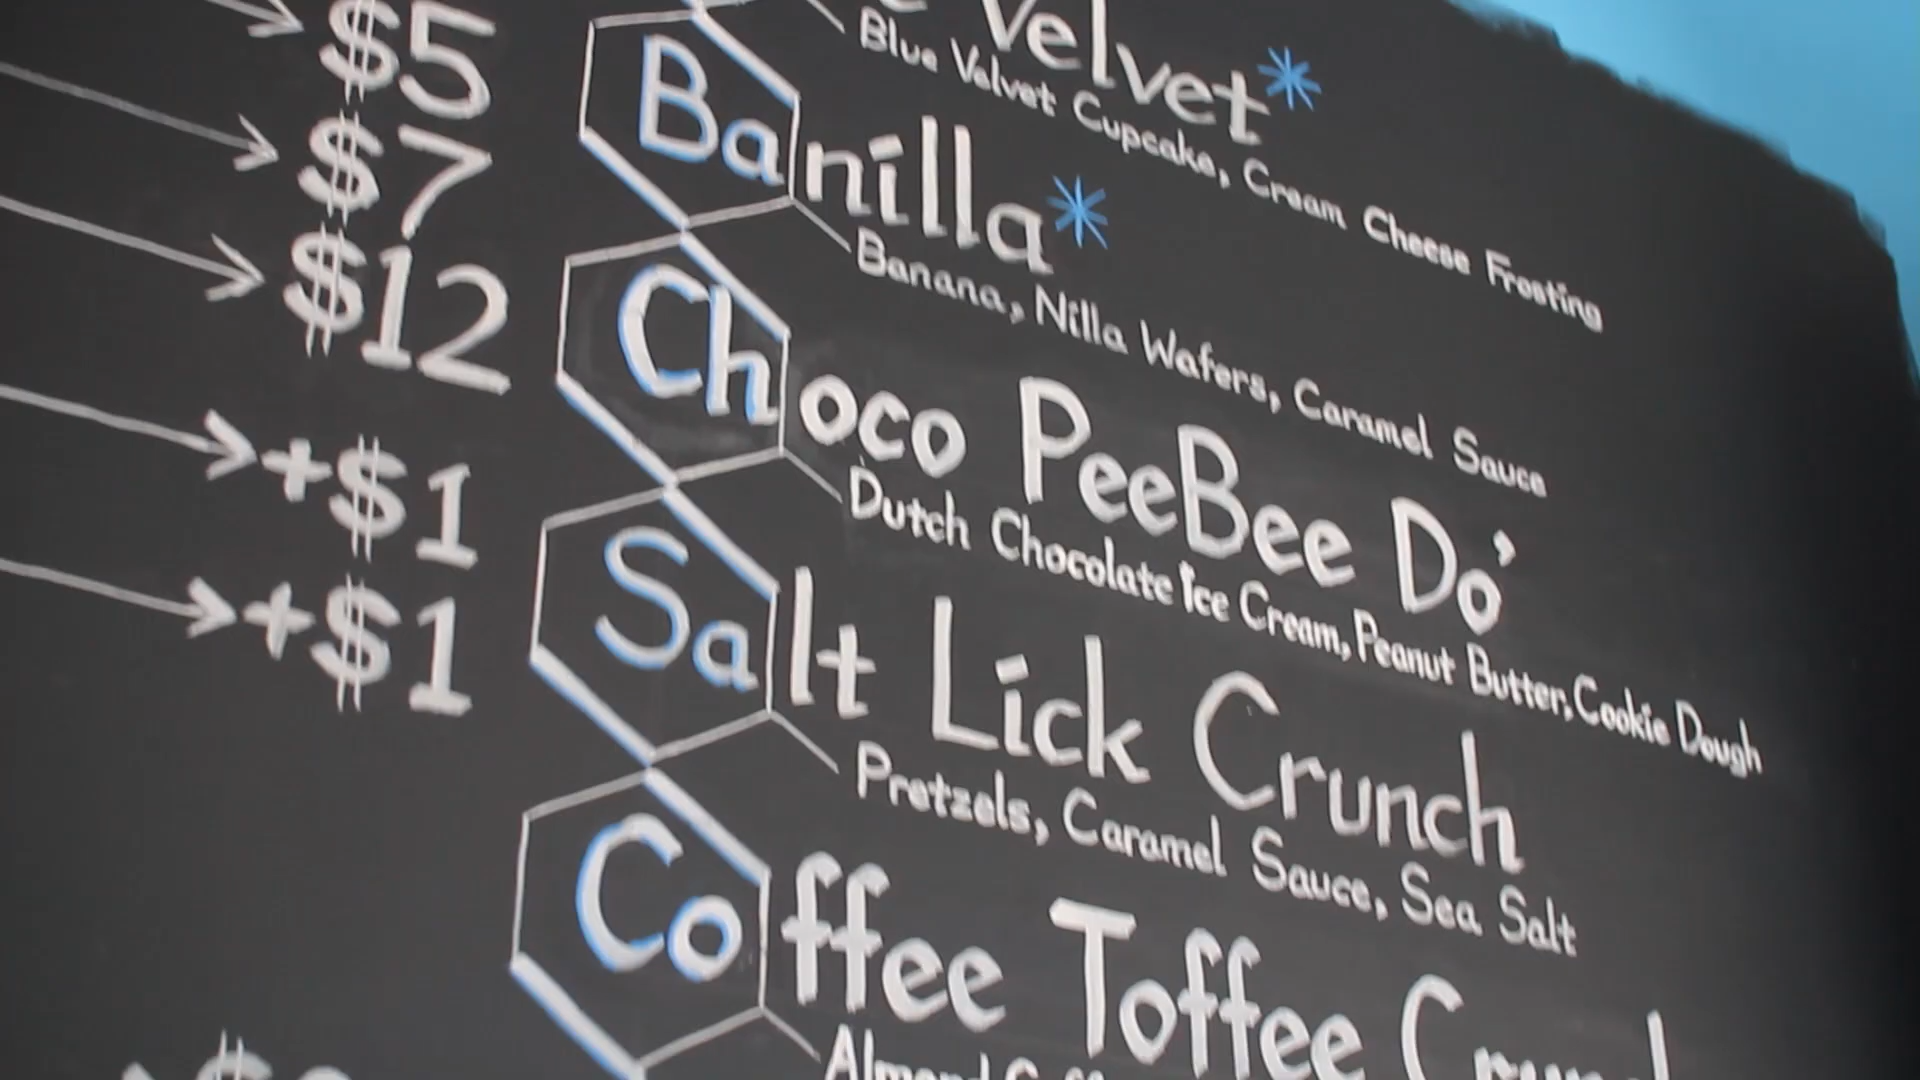 $5
$7
$12
+$1
+$1
Velvet*
Blue Velvet Cupcake, Cream Cheese Frosting
Banilla*
Banana, Nilla Wafers, Caramel Sauce
Choco PeeBee Do'
Dutch Chocolate Ice Cream, Peanut Butter, Cookie Dough
Salt Lick Crunch
Pretzels, Caramel Sauce, Sea Salt
Coffee Toffee
Almond